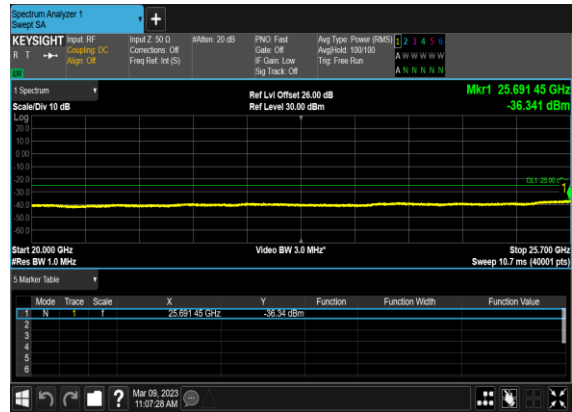 Spectrum Analyzer 1
Swept SA
+
KEYSIGHT Input: RF Input Z: 50 Ω #Atten: 20 dB PNO: Fast Avg Type: Power (RMS) 1 2 3 4 5 6
R T Coupling: DC Corrections: Off Gate: Off Avg|Hold: 100/100 A W W W W W
Align: Off Freq Ref: Int (S) IF Gain: Low Trig: Free Run
Sig Track: Off A N N N N N
1 Spectrum
Ref Lvl Offset 26.00 dB Mkr1 25.691 45 GHz
Scale/Div 10 dB Ref Level 30.00 dBm -36.341 dBm
Log
20.0
10.0
0.00
-10.0
-20.0
DL1 -25.00
-30.0
1
-40.0
-50.0
-60.0
Start 20.000 GHz Video BW 3.0 MHz* Stop 25.700 GHz
#Res BW 1.0 MHz Sweep 10.7 ms (40001 pts)
5 Marker Table
Mode Trace Scale X Y Function Function Width Function Value
1 N 1 f 25.691 45 GHz -36.34 dBm
2
3
4
5
6
? Mar 09, 2023
11:07:28 AM